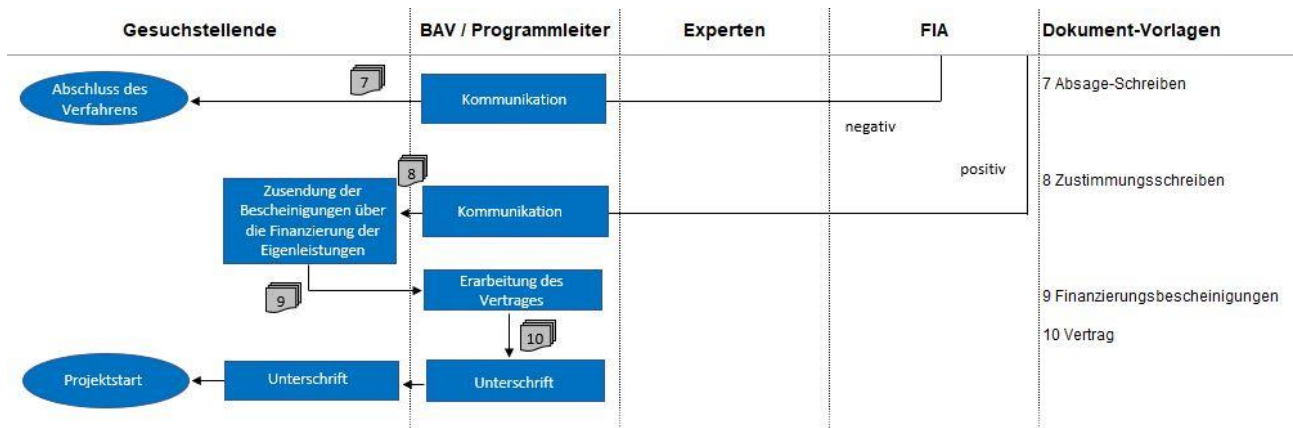 Gesuchstellende BAV / Programmleiter Experten FIA Dokument-Vorlagen
7
7 Absage-Schreiben
Abschluss des
Verfahrens
Kommunikation
negativ
positiv
8
8 Zustimmungsschreiben
Zusendung der
Bescheinigungen über
die Finanzierung der
Eigenleistungen
Kommunikation
9
Erarbeitung des
Vertrages
9 Finanzierungsbescheinigungen
10
10 Vertrag
Projektstart
Unterschrift
Unterschrift